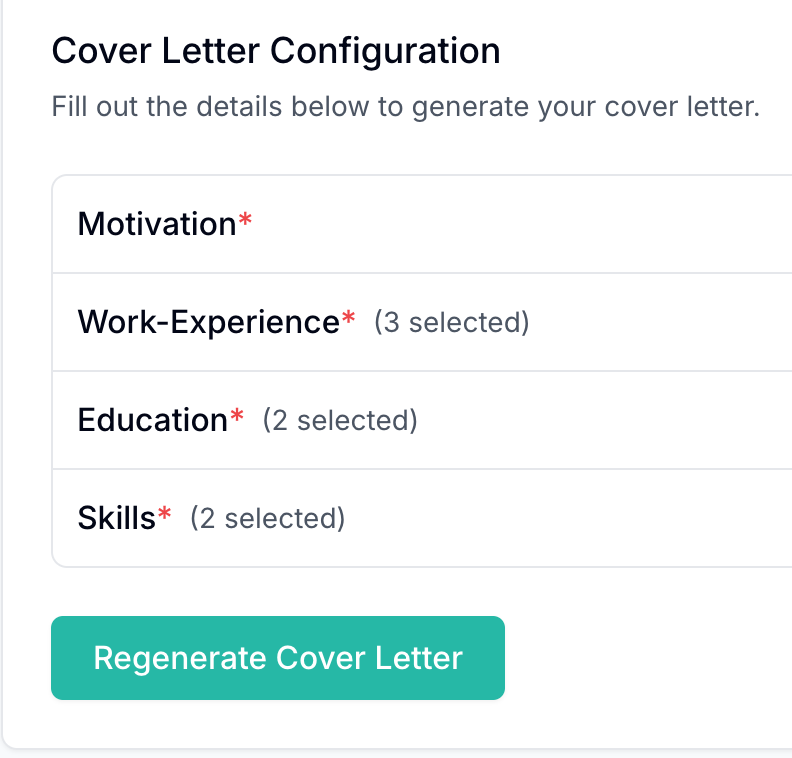 Cover Letter Configuration
Fill out the details below to generate your cover letter.
Motivation*
Work-Experience* (3 selected)
Education* (2 selected)
Skills* (2 selected)
Regenerate Cover Letter